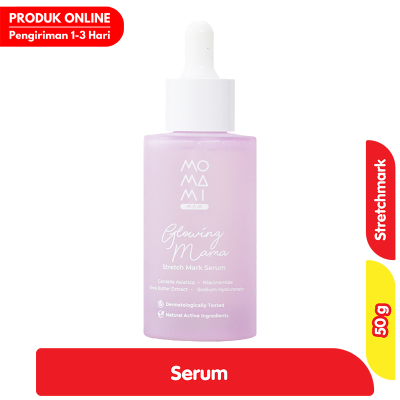 PRODUK ONLINE
Pengiriman 1-3 Hari
MO
MA
MI
Glowing
Mama
Stretch Mark Serum
Centella Asiatica • Niacinamide
Shea Butter Extract • Sodium Hyaluronate
Dermatologically Tested
Natural Active Ingredients
Stretchmark
50g
Serum